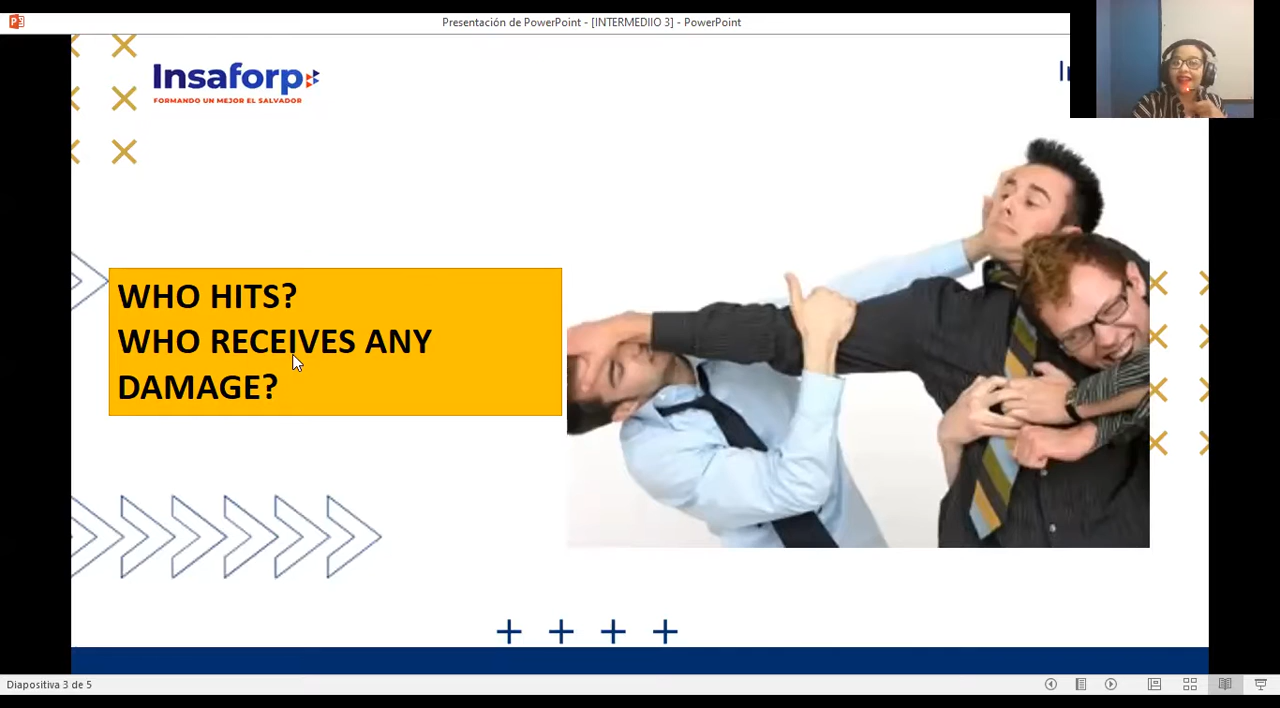 Presentación de PowerPoint - [INTERMEDIIO 3] - PowerPoint
Insaforp
FORMANDO UN MEJOR EL SALVADOR
WHO HITS?
WHO RECEIVES ANY
DAMAGE?
Diapositiva 3 de 5